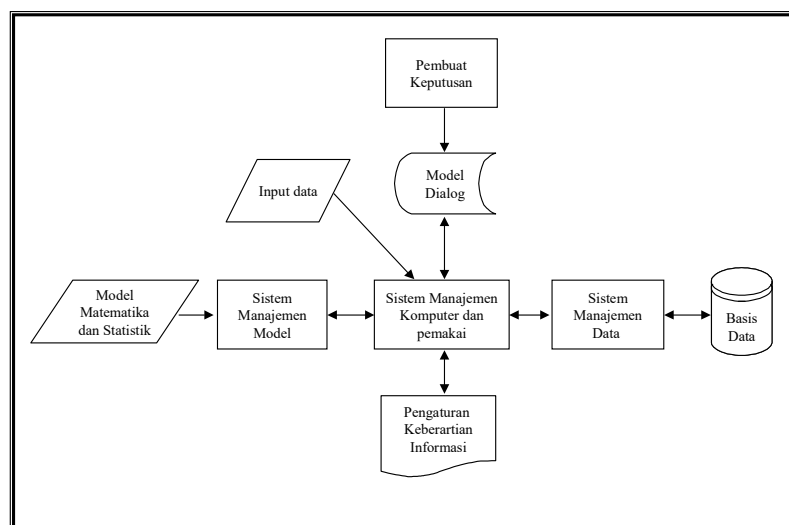 Pembuat
Keputusan
Input data
Model
Dialog
Model
Matematika
dan Statistik
Sistem
Manajemen
Model
Sistem Manajemen
Komputer dan
pemakai
Sistem
Manajemen
Data
Basis
Data
Pengaturan
Keberartian
Informasi